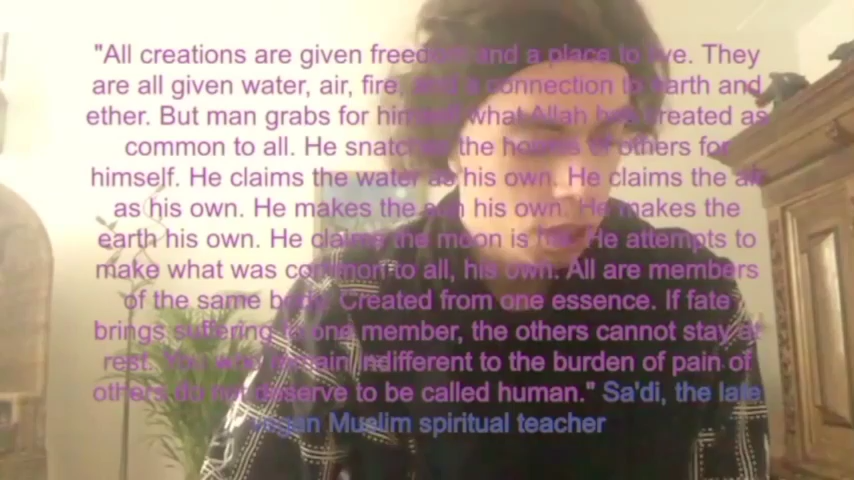 "All creations are given freedom and a place to live. They
are all given water, air, fire, and a connection to earth and
ether. But man grabs for himself what Allah has created as
common to all. He snatches the homes of others for
himself. He claims the water as his own. He claims the air
as his own. He makes the sun his own. He makes the
earth his own. He claims the moon is his. He attempts to
make what was common to all, his own. All are members
of the same body. Created from one essence. If fate
brings suffering to one member, the others cannot stay at
rest. You who remain indifferent to the burden of pain of
others do not deserve to be called human." Sa'di, the late
vegan Muslim spiritual teacher